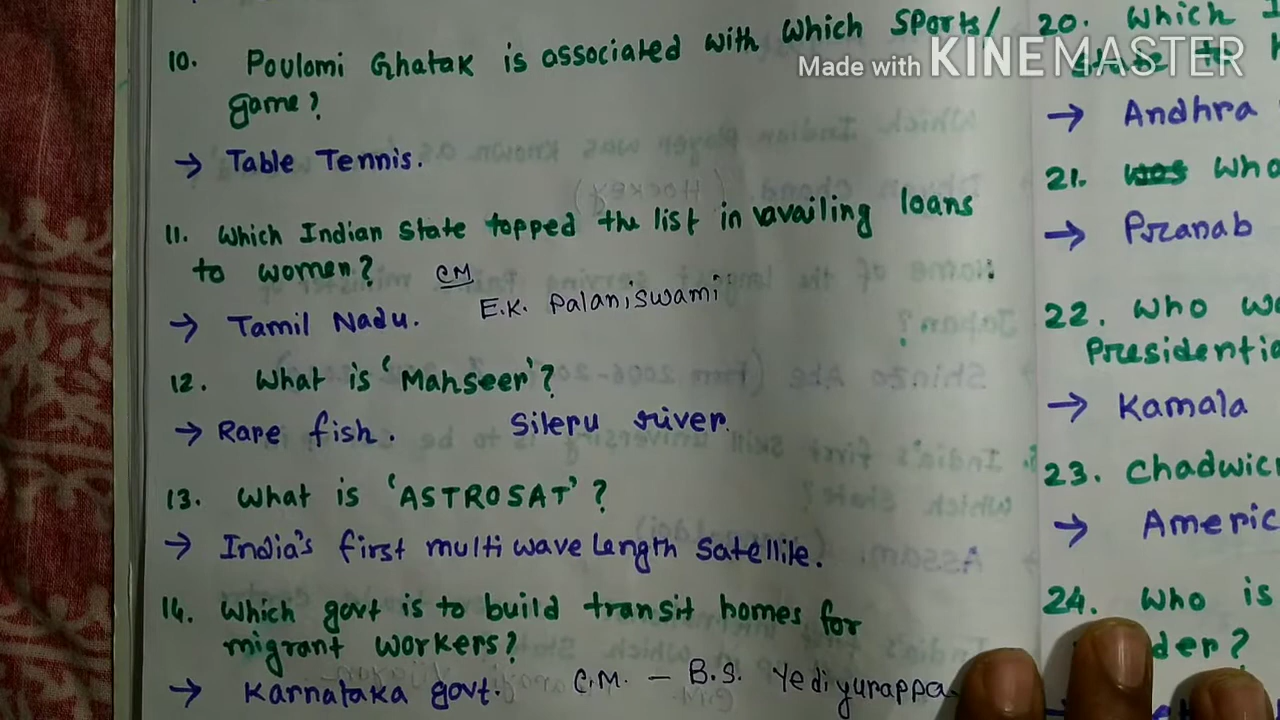 Made with KINEMASTER
10. Poulomi Ghatak is associated with which sports/
game?
→ Table Tennis.
11. Which Indian state topped the list in availing loans
to women?
CM
→ Tamil Nadu. E.K. Palaniswami
12. What is 'Mahseer'?
→ Rare fish. Sileru river.
13. What is 'ASTROSAT'?
→ India's first multi wave length satellile.
14. Which govt is to build transit homes for
migrant workers?
→ Karnataka govt. C.M. - B.S. Yediyurappa
20. Which
state to
→ Andhra
21. Who
→ Pranab
22. Who
Presidentia
→ Kamala
23. Chadwic
→ Americ
24. Who is
der?